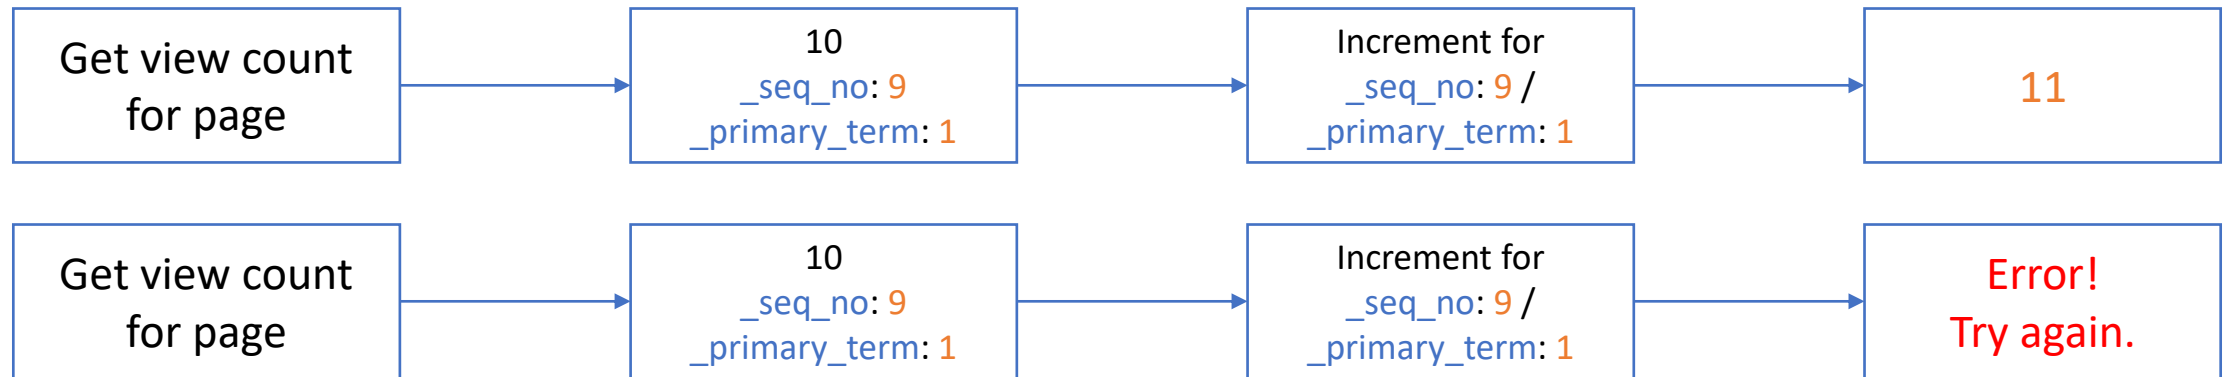 Get view count
for page
10
_seq_no: 9
_primary_term: 1
Increment for
_seq_no: 9 /
_primary_term: 1
11
Get view count
for page
10
_seq_no: 9
_primary_term: 1
Increment for
_seq_no: 9 /
_primary_term: 1
Error!
Try again.